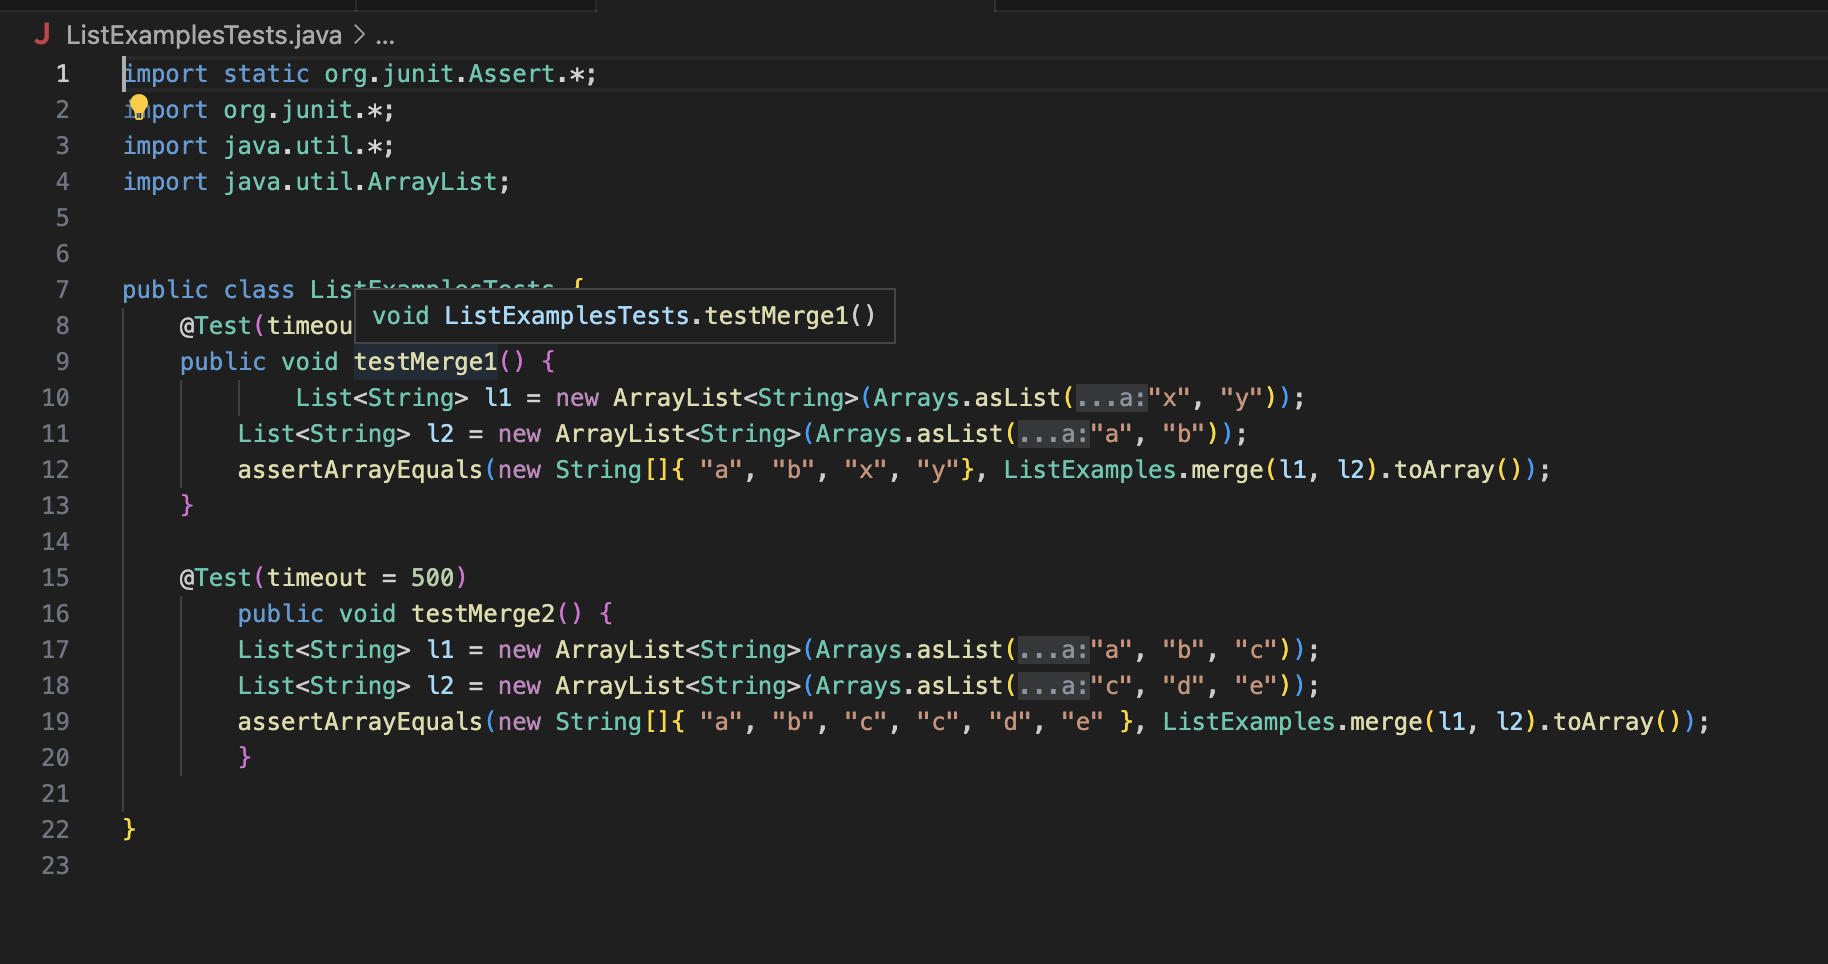 ListExamplesTests.java > ...
1 import static org.junit.Assert.*;
2 import org.junit.*;
3 import java.util.*;
4 import java.util.ArrayList;
5
6
7 public class ListExamplesTests {
void ListExamplesTests.testMerge1()
8 @Test(timeou
9 public void testMerge1() {
10 List<String> l1 = new ArrayList<String>(Arrays.asList(...a:"x", "y"));
11 List<String> l2 = new ArrayList<String>(Arrays.asList(...a:"a", "b"));
12 assertArrayEquals(new String[]{ "a", "b", "x", "y"}, ListExamples.merge(l1, l2).toArray());
13 }
14
15 @Test(timeout = 500)
16 public void testMerge2() {
17 List<String> l1 = new ArrayList<String>(Arrays.asList(...a:"a", "b", "c"));
18 List<String> l2 = new ArrayList<String>(Arrays.asList(...a:"c", "d", "e"));
19 assertArrayEquals(new String[]{ "a", "b", "c", "c", "d", "e" }, ListExamples.merge(l1, l2).toArray());
20 }
21
22 }
23